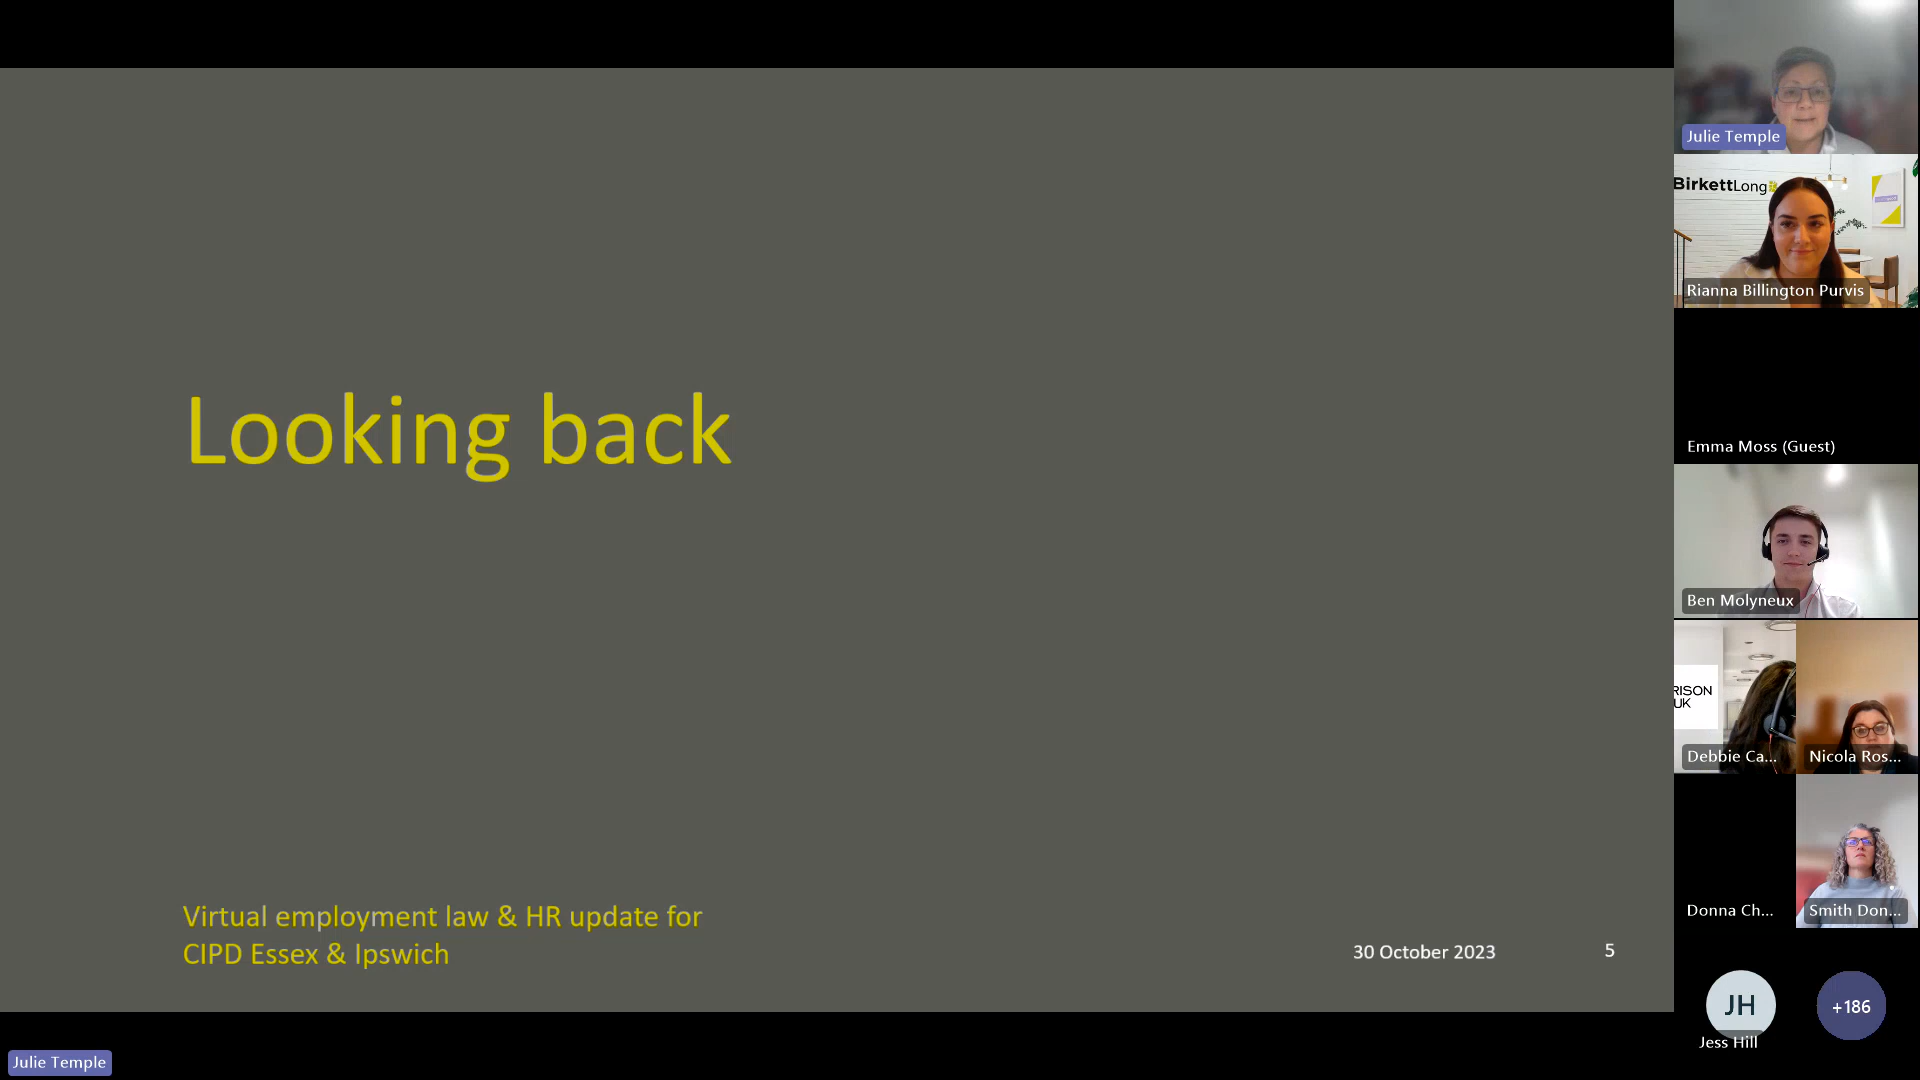 Looking back
Virtual employment law & HR update for
CIPD Essex & Ipswich
30 October 2023
5
Julie Temple
Julie Temple
BirkettLong
Rianna Billington Purvis
Emma Moss (Guest)
Ben Molyneux
RISON
UK
Debbie Ca...
Nicola Ros...
Donna Ch...
Smith Don...
JH
Jess Hill
+186